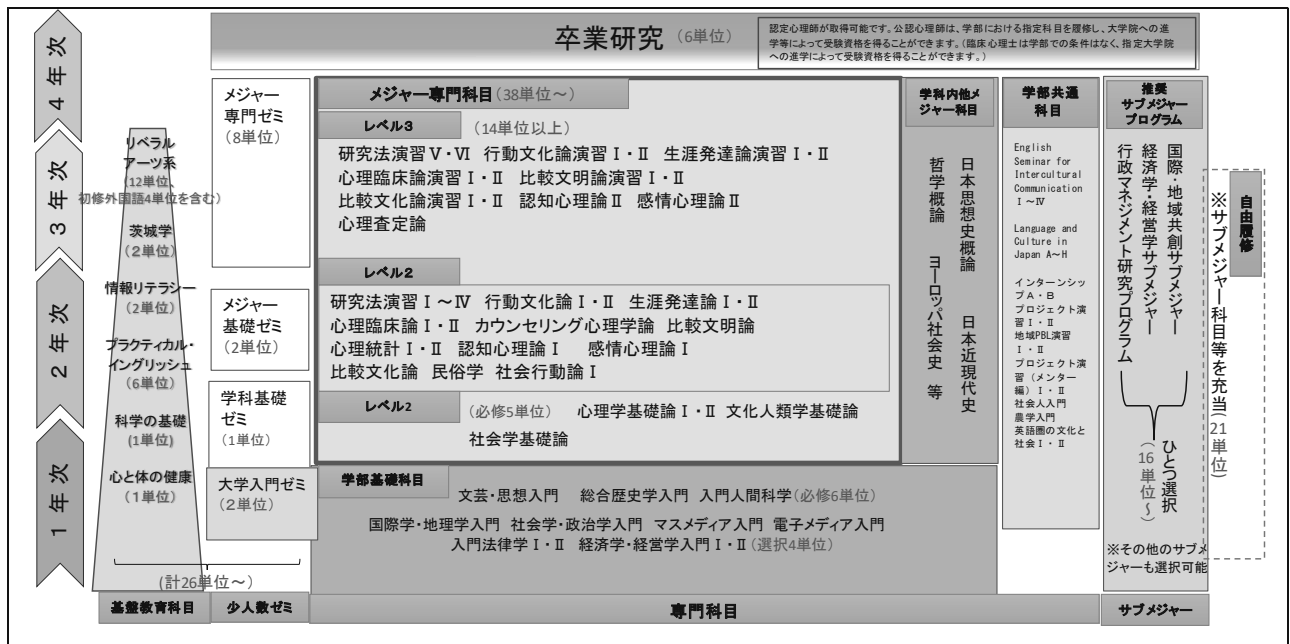 卒業研究(6単位)
認定心理師が取得可能です。公認心理師は、学部における指定科目を履修し、大学院への進
学等によって受験資格を得ることができます。(臨床心理士は学部での条件はなく、指定大学院
への進学によって受験資格を得ることができます。)
4年次
3年次
2年次
1年次
リベラル
アーツ系
(12単位、
初修外国語4単位を含む)
茨城学
(2単位)
情報リテラシー
(2単位)
プラクティカル・
イングリッシュ
(6単位)
科学の基礎
(1単位)
心と体の健康
(1単位)
(計26単位~)
基盤教育科目
メジャー
専門ゼミ
(8単位)
メジャー
基礎ゼミ
(2単位)
学科基礎
ゼミ
(1単位)
大学入門ゼミ
(2単位)
少人数ゼミ
メジャー専門科目(38単位~)
レベル3 (14単位以上)
研究法演習Ⅴ・Ⅵ 行動文化論演習Ⅰ・Ⅱ 生涯発達論演習Ⅰ・Ⅱ
心理臨床論演習Ⅰ・Ⅱ 比較文明論演習Ⅰ・Ⅱ
比較文化論演習Ⅰ・Ⅱ 認知心理論Ⅱ 感情心理論Ⅱ
心理査定論
レベル2
研究法演習Ⅰ~Ⅳ 行動文化論Ⅰ・Ⅱ 生涯発達論Ⅰ・Ⅱ
心理臨床論Ⅰ・Ⅱ カウンセリング心理学論 比較文明論
心理統計Ⅰ・Ⅱ 認知心理論Ⅰ 感情心理論Ⅰ
比較文化論 民俗学 社会行動論Ⅰ
レベル2 (必修5単位) 心理学基礎論Ⅰ・Ⅱ 文化人類学基礎論
社会学基礎論
学部基礎科目
文芸・思想入門 総合歴史学入門 入門人間科学(必修6単位)
国際学・地理学入門 社会学・政治学入門 マスメディア入門 電子メディア入門
入門法律学Ⅰ・Ⅱ 経済学・経営学入門Ⅰ・Ⅱ(選択4単位)
専門科目
学科内他メ
ジャー科目
日本思想史概論 日本近現代史
哲学概論 ヨーロッパ社会史 等
学部共通
科目
English
Seminar for
Intercultural
Communication
Ⅰ~Ⅳ
Language and
Culture in
Japan A~H
インターンシッ
プA・B
プロジェクト演
習Ⅰ・Ⅱ
地域PBL演習
Ⅰ・Ⅱ
プロジェクト演
習(メンター
編)Ⅰ・Ⅱ
社会人入門
農学入門
英語圏の文化と
社会Ⅰ・Ⅱ
推奨
サブメジャー
プログラム
国際・地域共創サブメジャー
経済学・経営学サブメジャー
行政マネジメント研究プログラム
ひとつ選択
(16単位~)
※その他のサブメ
ジャーも選択可能
サブメジャー
自由履修
※サブメジャー科目等を充当(21単位)